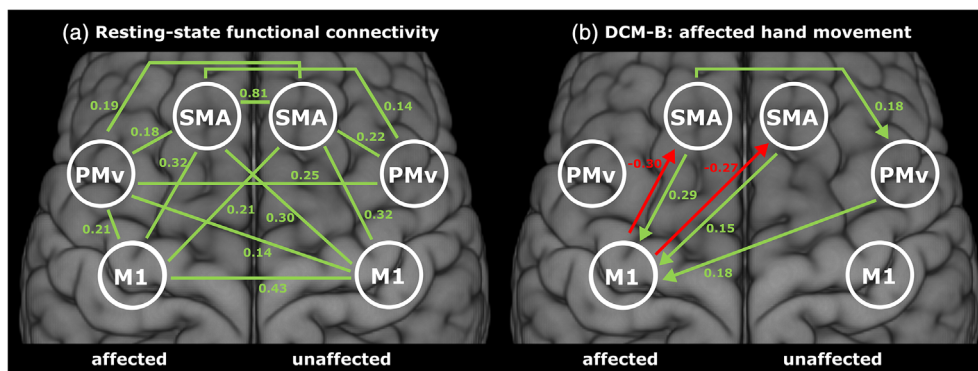 (a) Resting-state functional connectivity
0.81
0.19
0.14
SMA
SMA
0.18
0.22
0.32
PMv
0.25
PMv
0.21
0.30
0.32
0.21
0.14
M1
M1
0.43
affected
unaffected
(b) DCM-B: affected hand movement
0.18
SMA
SMA
-0.30
-0.27
PMv
PMv
0.29
0.15
0.18
M1
M1
affected
unaffected